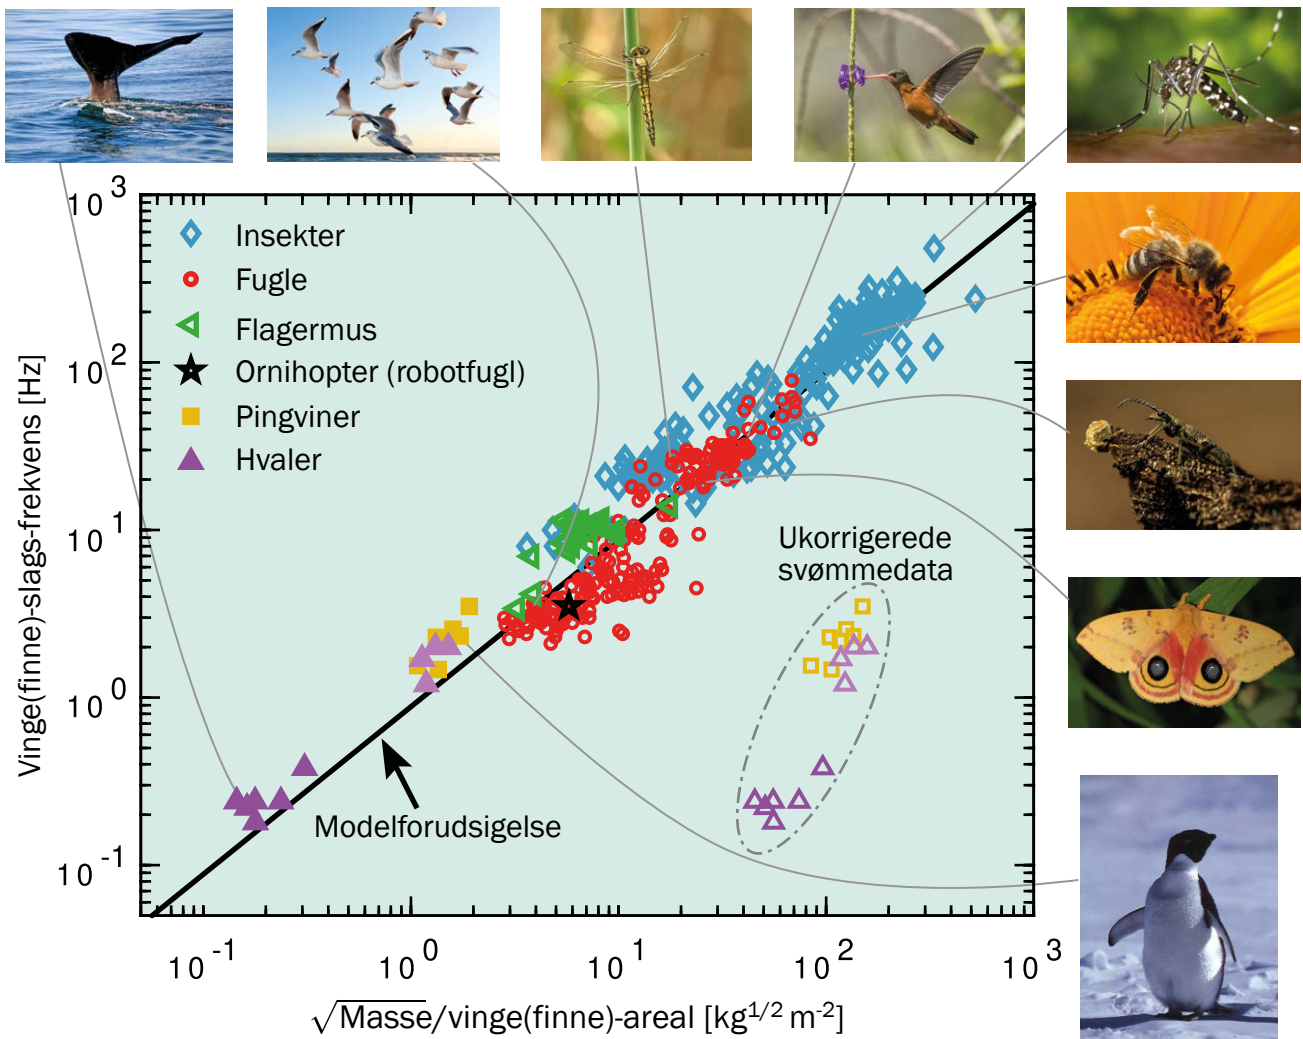 10^3
10^2
10^1
10^0
10^-1
Vinge(finne)-slags-frekvens [Hz]
Insekter
Fugle
Flagermus
Ornihopter (robotfugl)
Pingviner
Hvaler
Ukorrigerede
svømmedata
Modelforudsigelse
10^-1 10^0 10^1 10^2 10^3
√Masse/vinge(finne)-areal [kg^1/2 m^-2]